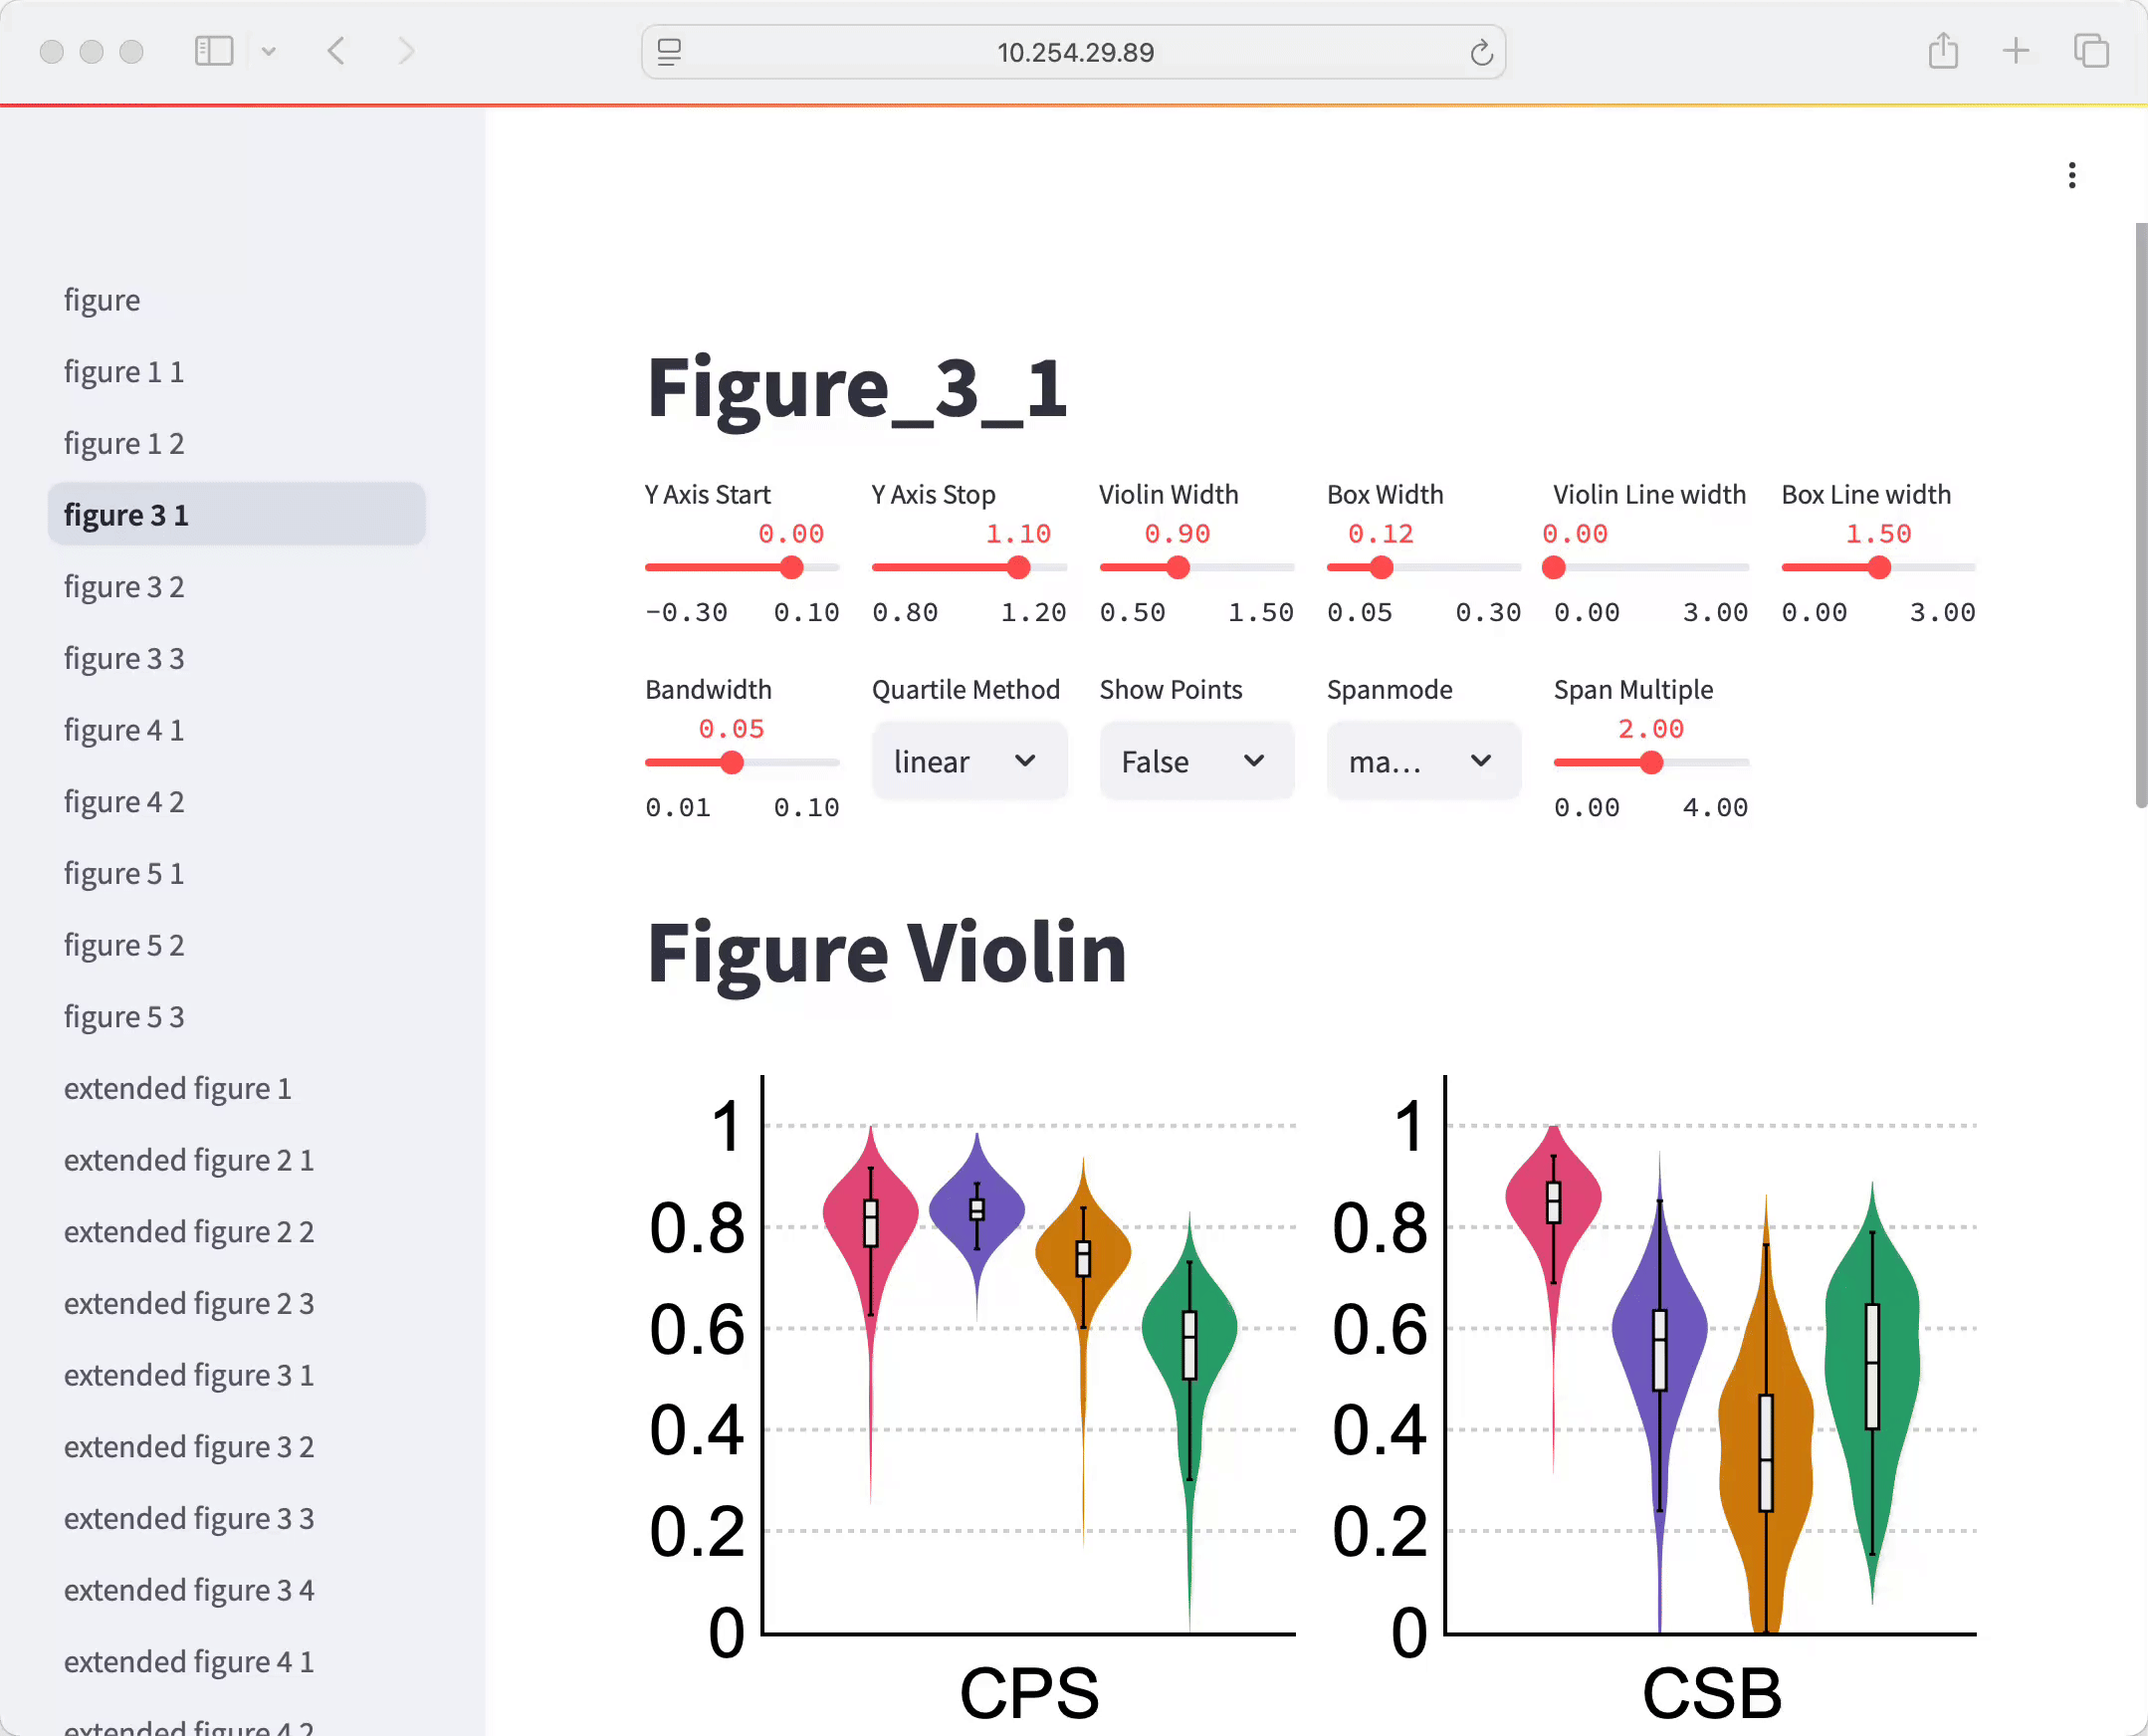 10.254.29.89
figure
figure 1 1
figure 1 2
figure 3 1
figure 3 2
figure 3 3
figure 4 1
figure 4 2
figure 5 1
figure 5 2
figure 5 3
extended figure 1
extended figure 2 1
extended figure 2 2
extended figure 2 3
extended figure 3 1
extended figure 3 2
extended figure 3 3
extended figure 3 4
extended figure 4 1
extended figure 4 2
Figure_3_1
Y Axis Start Y Axis Stop Violin Width Box Width Violin Line width Box Line width
0.00 1.10 0.90 0.12 0.00 1.50
-0.30 0.10 0.80 1.20 0.50 1.50 0.05 0.30 0.00 3.00 0.00 3.00
Bandwidth Quartile Method Show Points Spanmode Span Multiple
0.05 2.00
linear False ma...
0.01 0.10 0.00 4.00
Figure Violin
1 1
0.8 0.8
0.6 0.6
0.4 0.4
0.2 0.2
0 0
CPS CSB